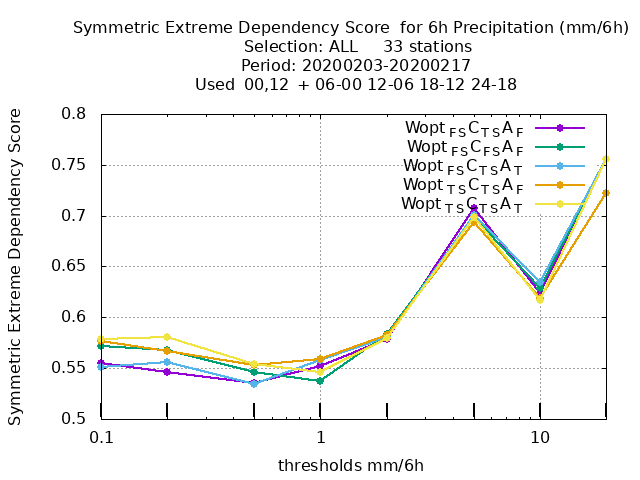 Symmetric Extreme Dependency Score  for 6h Precipitation (mm/6h)
Selection: ALL     33 stations
Period: 20200203-20200217
Used  00,12  + 06-00 12-06 18-12 24-18
Symmetric Extreme Dependency Score
0.8
0.75
0.7
0.65
0.6
0.55
0.5
Wopt FS C TS A F
Wopt FS C FS A F
Wopt FS C TS A T
Wopt TS C TS A F
Wopt TS C TS A T
0.1
1
10
thresholds mm/6h